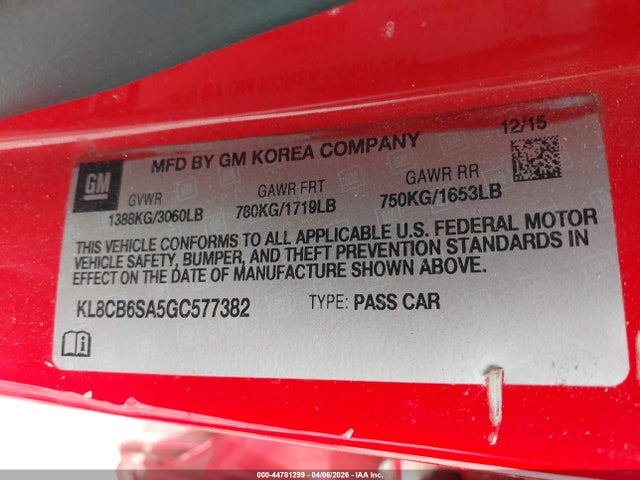 12/15
MFD BY GM KOREA COMPANY
GM
GVWR GAWR FRT GAWR RR
1388KG/3060LB 780KG/1719LB 750KG/1653LB
THIS VEHICLE CONFORMS TO ALL APPLICABLE U.S. FEDERAL MOTOR
VEHICLE SAFETY, BUMPER, AND THEFT PREVENTION STANDARDS IN
EFFECT ON THE DATE OF MANUFACTURE SHOWN ABOVE.
KL8CB6SA5GC577382 TYPE: PASS CAR
000-44781299 - 04/06/2026 - IAA Inc.